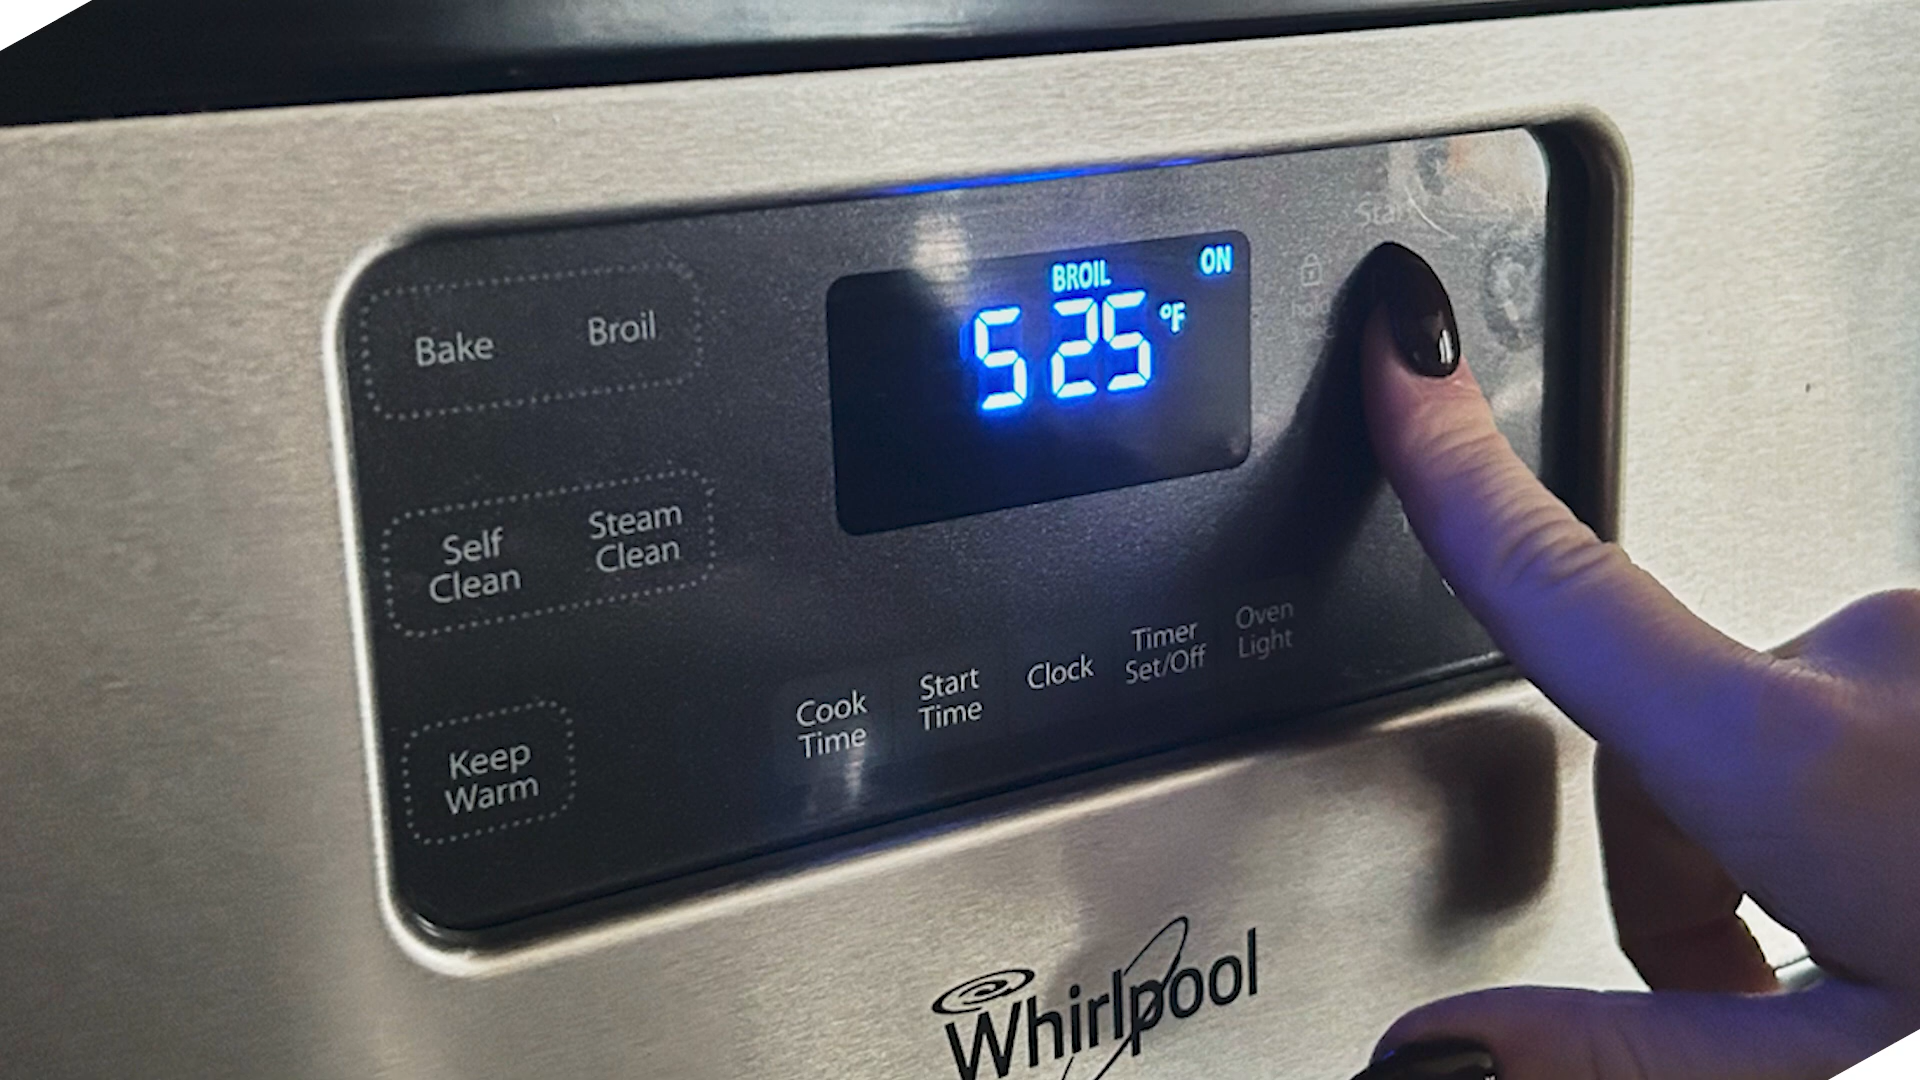 BROIL
ON
525°F
Bake
Broil
Self
Clean
Steam
Clean
Keep
Warm
Cook
Time
Start
Time
Clock
Timer
Set/Off
Oven
Light
Whirlpool